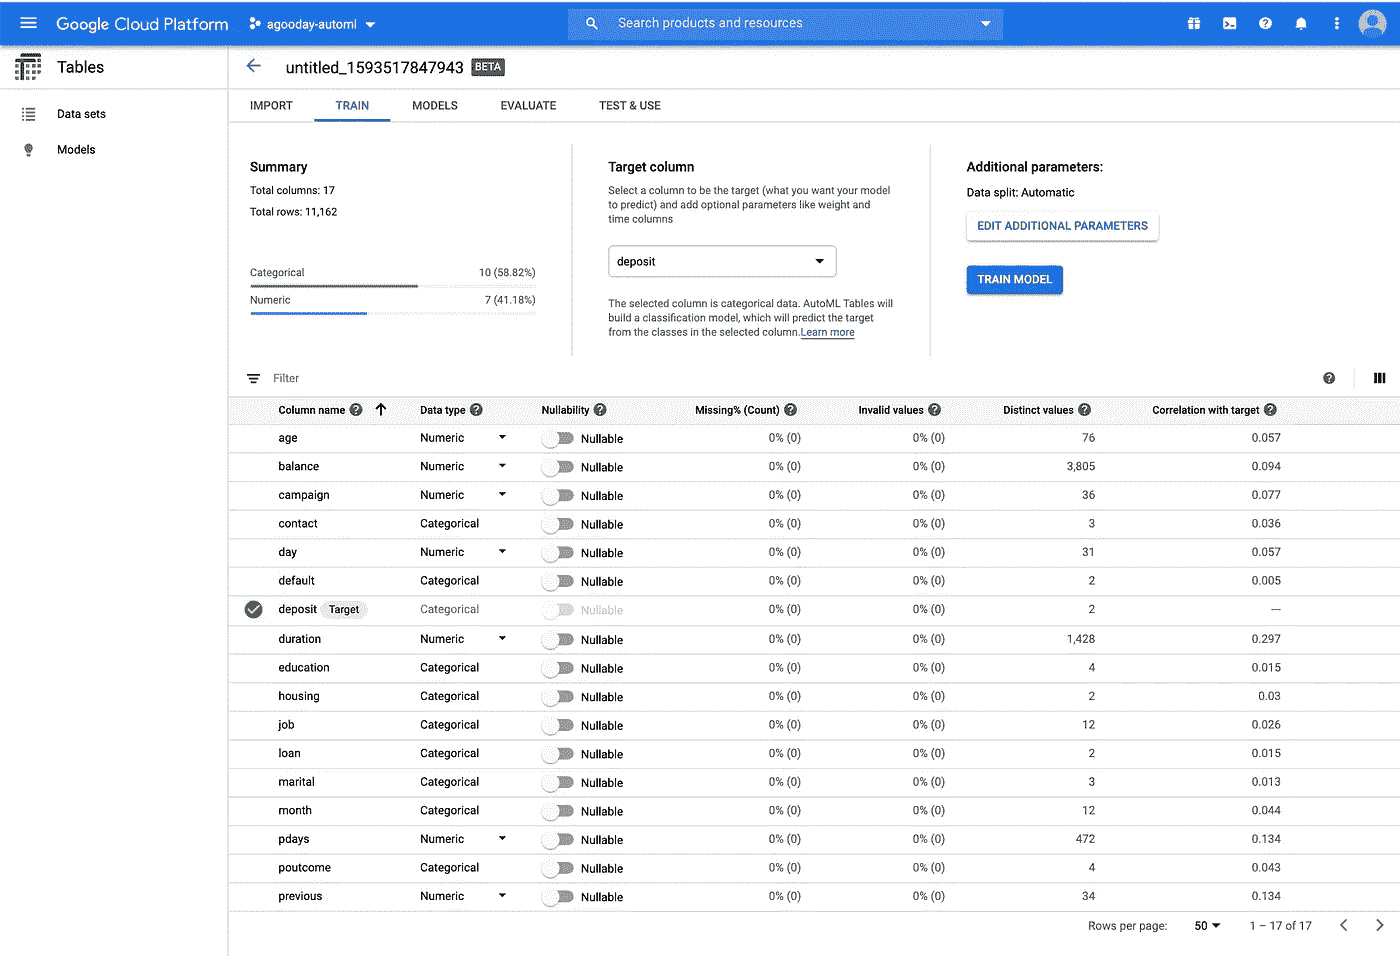 Google Cloud Platform agooday-automl Search products and resources
Tables
untitled_1593517847943 BETA
Data sets
Models
IMPORT TRAIN MODELS EVALUATE TEST & USE
Summary
Total columns: 17
Total rows: 11,162
Categorical 10 (58.82%)
Numeric 7 (41.18%)
Target column
Select a column to be the target (what you want your model
to predict) and add optional parameters like weight and
time columns
deposit
The selected column is categorical data. AutoML Tables will
build a classification model, which will predict the target
from the classes in the selected column. Learn more
Additional parameters:
Data split: Automatic
EDIT ADDITIONAL PARAMETERS
TRAIN MODEL
Filter
Column name Data type Nullability Missing% (Count) Invalid values Distinct values Correlation with target
age Numeric Nullable 0% (0) 0% (0) 76 0.057
balance Numeric Nullable 0% (0) 0% (0) 3,805 0.094
campaign Numeric Nullable 0% (0) 0% (0) 36 0.077
contact Categorical Nullable 0% (0) 0% (0) 3 0.036
day Numeric Nullable 0% (0) 0% (0) 31 0.057
default Categorical Nullable 0% (0) 0% (0) 2 0.005
deposit Target Categorical Nullable 0% (0) 0% (0) 2 —
duration Numeric Nullable 0% (0) 0% (0) 1,428 0.297
education Categorical Nullable 0% (0) 0% (0) 4 0.015
housing Categorical Nullable 0% (0) 0% (0) 2 0.03
job Categorical Nullable 0% (0) 0% (0) 12 0.026
loan Categorical Nullable 0% (0) 0% (0) 2 0.015
marital Categorical Nullable 0% (0) 0% (0) 3 0.013
month Categorical Nullable 0% (0) 0% (0) 12 0.044
pdays Numeric Nullable 0% (0) 0% (0) 472 0.134
poutcome Categorical Nullable 0% (0) 0% (0) 4 0.043
previous Numeric Nullable 0% (0) 0% (0) 34 0.134
Rows per page: 50 1 – 17 of 17